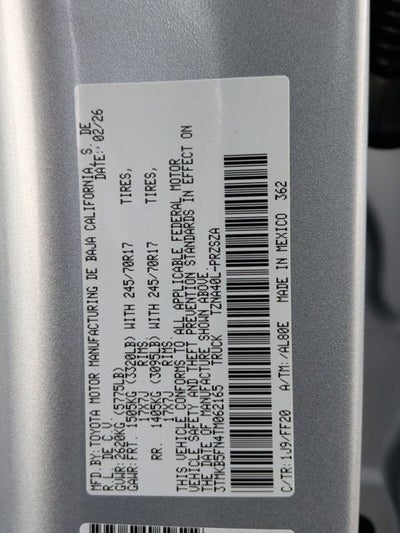 MFD.BY:TOYOTA MOTOR MANUFACTURING DE BAJA CALIFORNIA, S. DE
R.L. DE C.V. DATE: 02/26
GVWR:2620KG (5775LB)
GAWR:FRT. 1505KG (3320LB) WITH 245/70R17 TIRES,
17X7J RIMS
RR. 1405KG (3095LB) WITH 245/70R17 TIRES,
17X7J RIMS
THIS VEHICLE CONFORMS TO ALL APPLICABLE FEDERAL MOTOR
VEHICLE SAFETY AND THEFT PREVENTION STANDARDS IN EFFECT ON
THE DATE OF MANUFACTURE SHOWN ABOVE.
3TMKB5FN4TM062165 TRUCK TZNA40L-PRZSZA
C/TR:1J9/FF20 A/TM:/AL80E MADE IN MEXICO 362